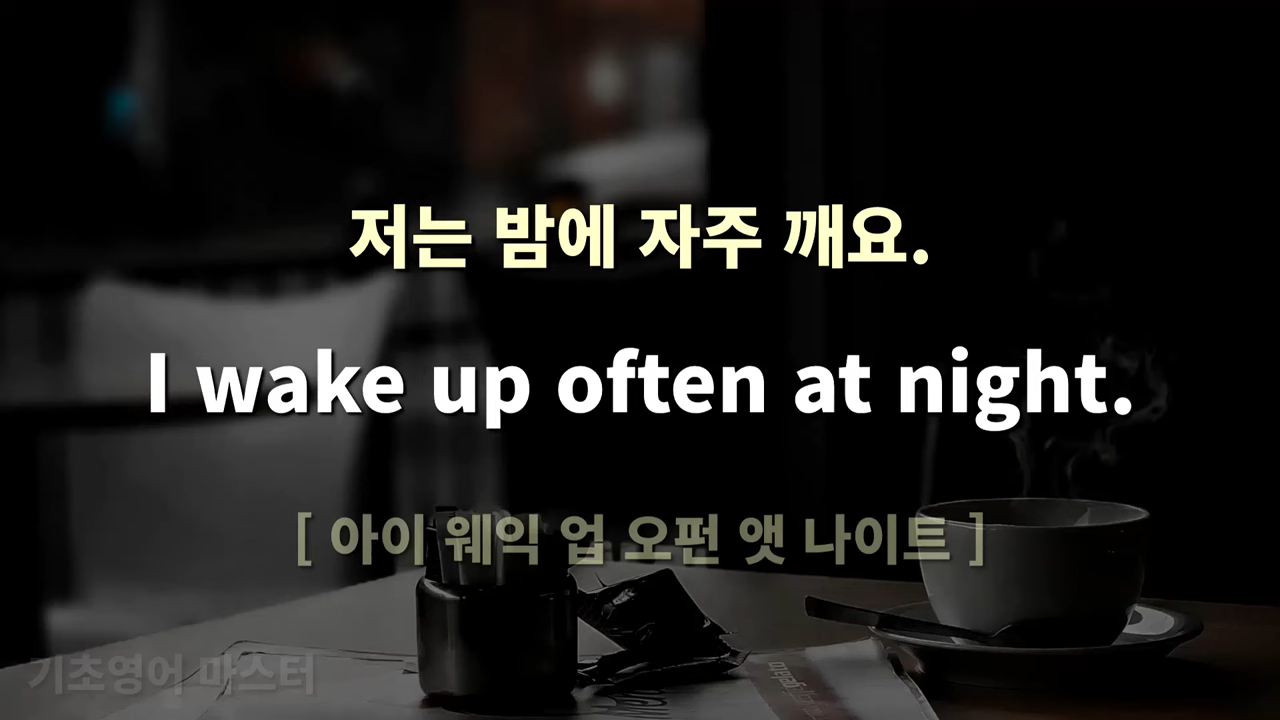 저는 밤에 자주 깨요.
I wake up often at night.
[ 아이 웨익 업 오펀 앳 나이트 ]
기초영어 마스터